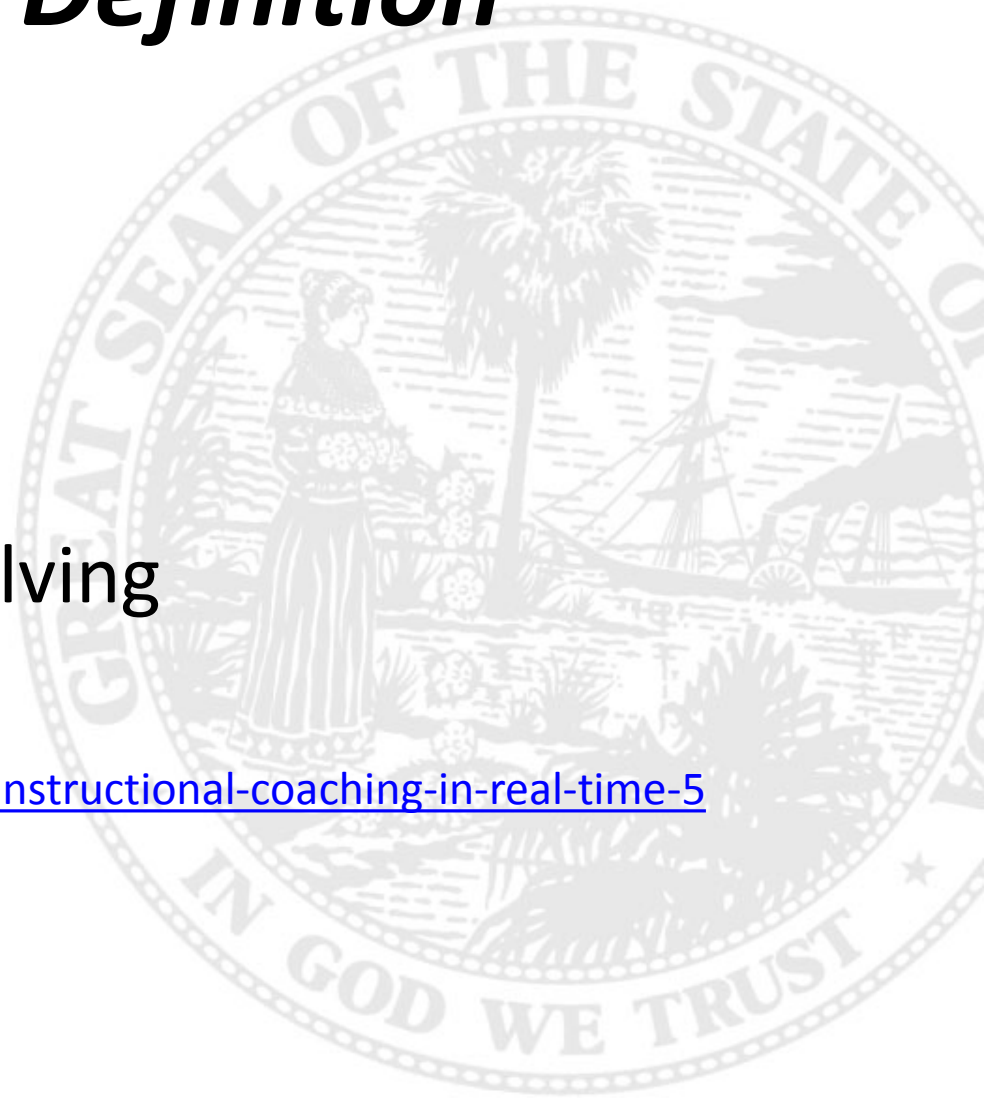 Definition
GREAT SEAL OF THE STATE OF
lving
nstructional-coaching-in-real-time-5
IN GOD WE TRUST